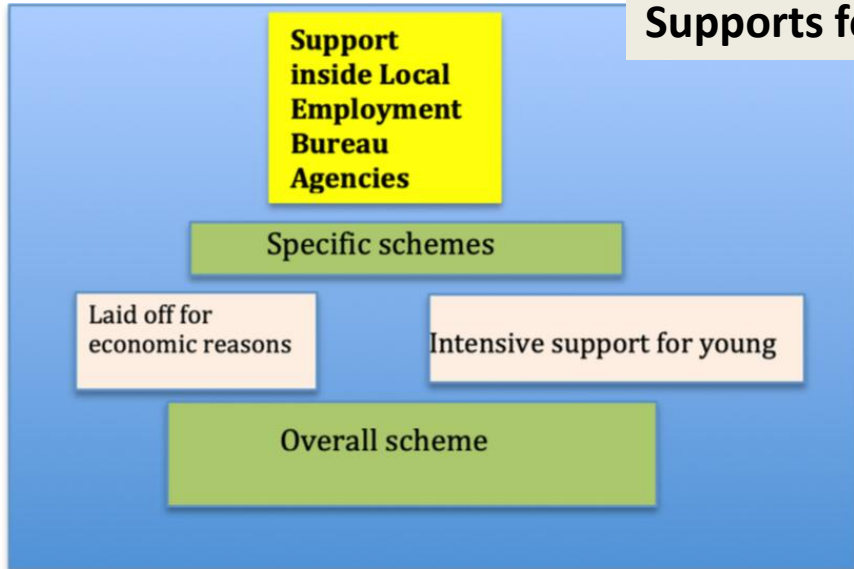 Supports
Support
inside Local
Employment
Bureau
Agencies
Specific schemes
Laid off for
economic reasons
Intensive support for young
Overall scheme